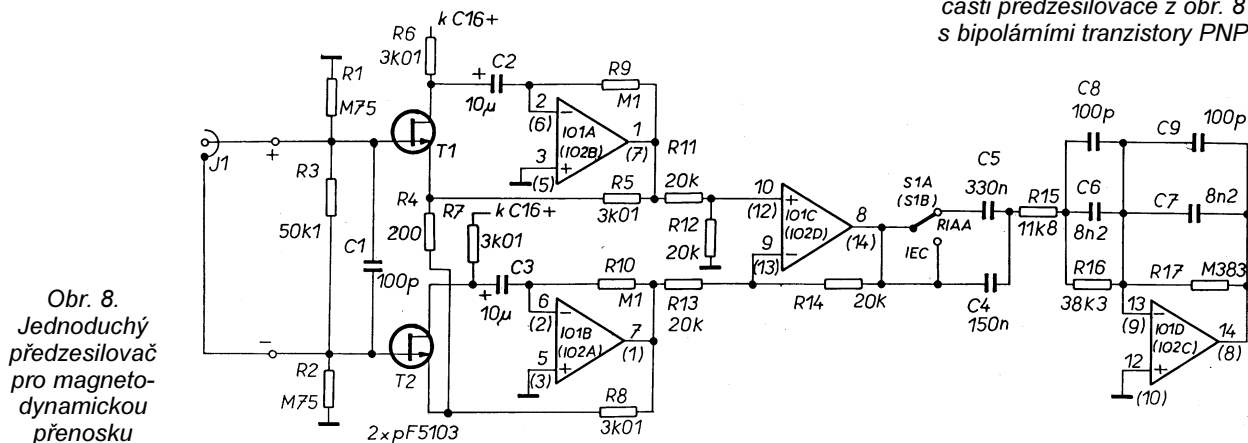 částí předzesilovače z obr. 8
s bipolárními tranzistory PNP
k C16+
R6
3k01
C2
+
10µ
R9
M1
R1
M75
2
(6)
−
IO1A
(IO2B)
1
(7)
3
(5)
+
J1
+
R3
50k1
T1
R4
200
R5
3k01
R11
20k
R12
20k
10
(12)
+
IO1C
(IO2D)
8
(14)
9
(13)
−
S1A
(S1B)
RIAA
IEC
C5
330n
R15
11k8
C8
100p
C9
100p
C6
8n2
C7
8n2
R7
k C16+
3k01
C1
100p
C3
+
10µ
R10
M1
R13
20k
R14
20k
C4
150n
R16
38k3
R17
M383
13
(9)
−
IO1D
(IO2C)
14
(8)
12
(10)
+
6
(2)
−
IO1B
(IO2A)
7
(1)
5
(3)
+
−
R2
M75
T2
R8
3k01
2×pF5103
Obr. 8.
Jednoduchý
předzesilovač
pro magneto-
dynamickou
přenosku